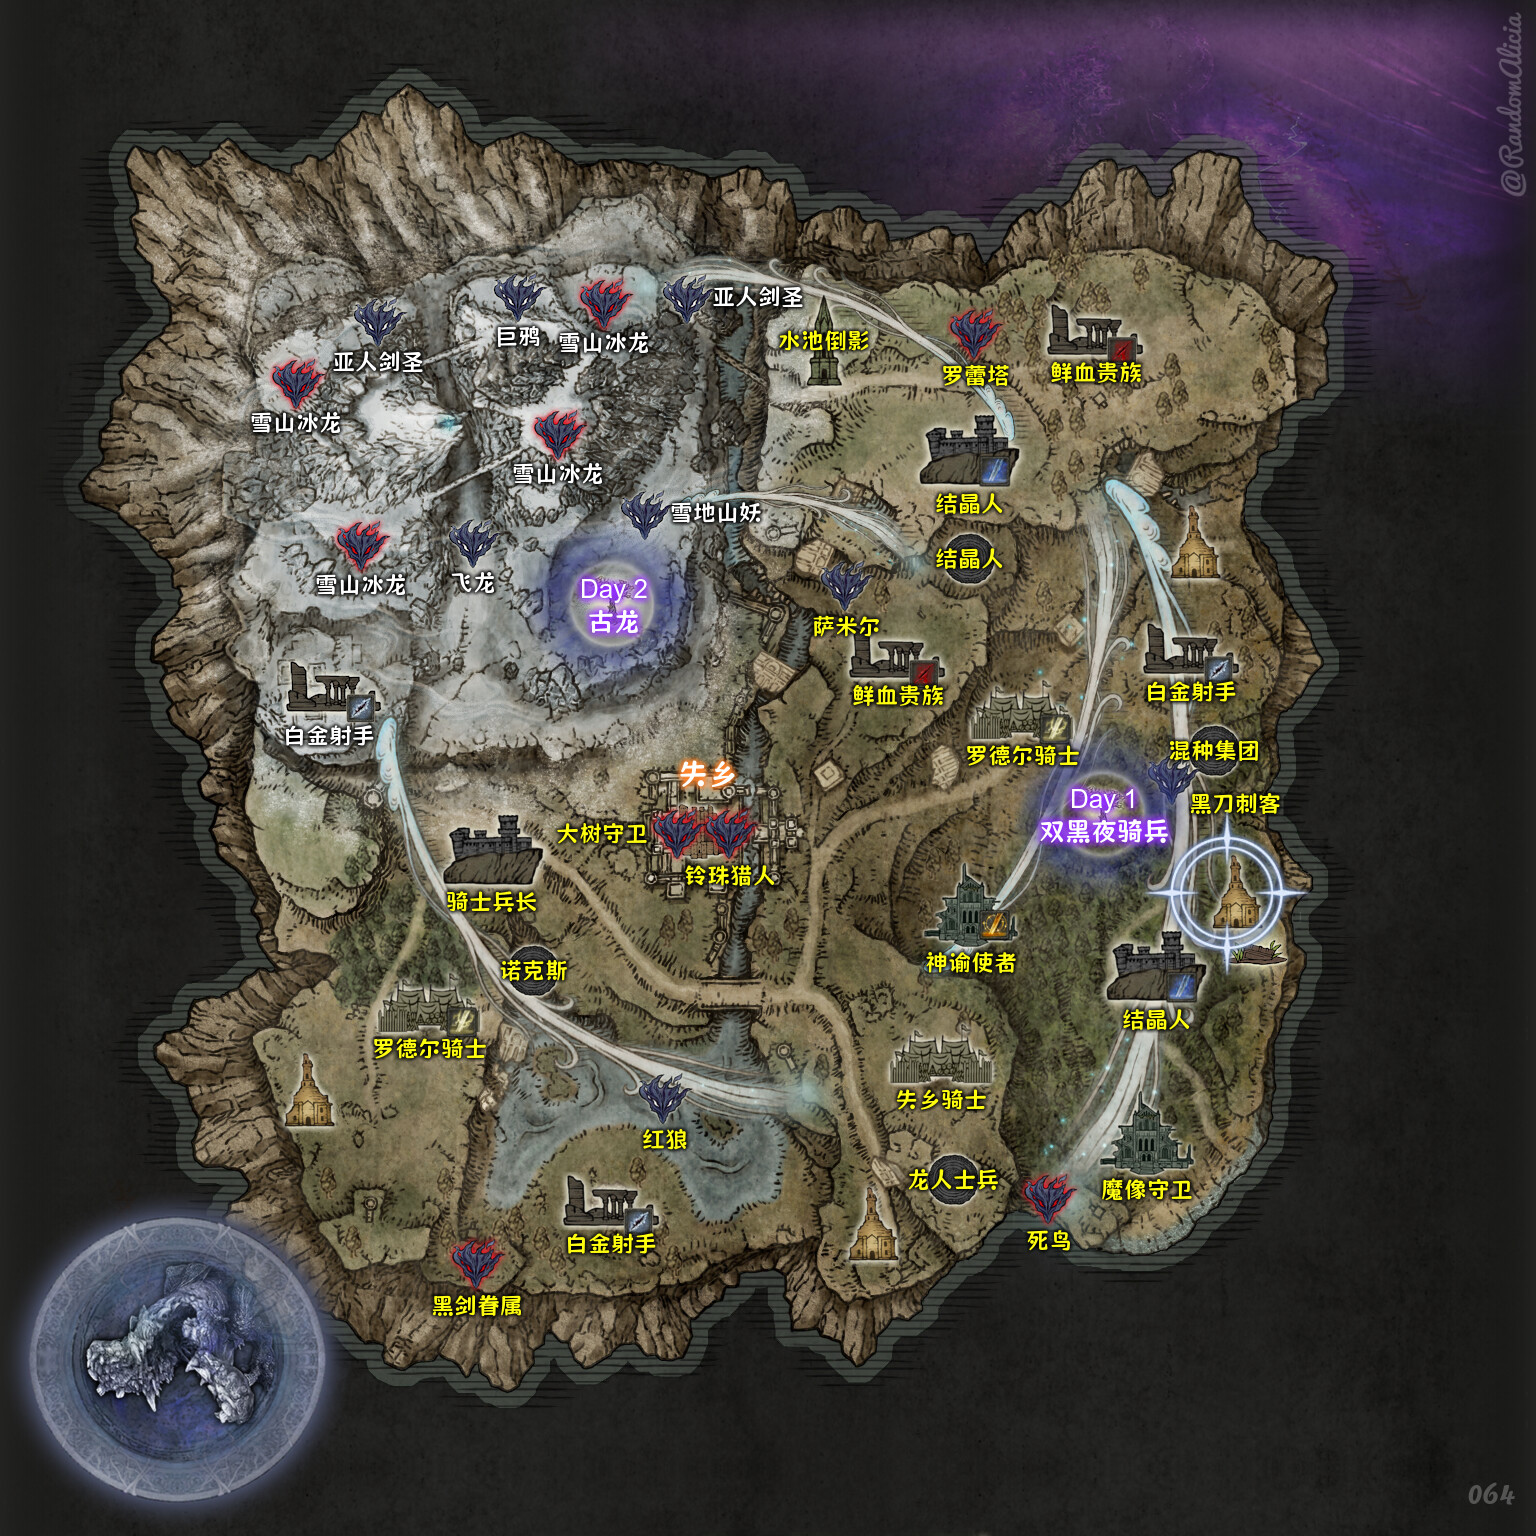 @RandomAlicia
亚人剑圣
巨鸦
雪山冰龙
亚人剑圣
水池倒影
罗蕾塔
鲜血贵族
雪山冰龙
雪山冰龙
结晶人
雪地山妖
结晶人
雪山冰龙
飞龙
Day 2
古龙
萨米尔
鲜血贵族
白金射手
白金射手
罗德尔骑士
混种集团
失乡
Day 1
双黑夜骑兵
黑刀刺客
大树守卫
铃珠猎人
骑士兵长
诺克斯
神谕使者
结晶人
罗德尔骑士
失乡骑士
红狼
龙人士兵
魔像守卫
死鸟
白金射手
黑剑眷属
064